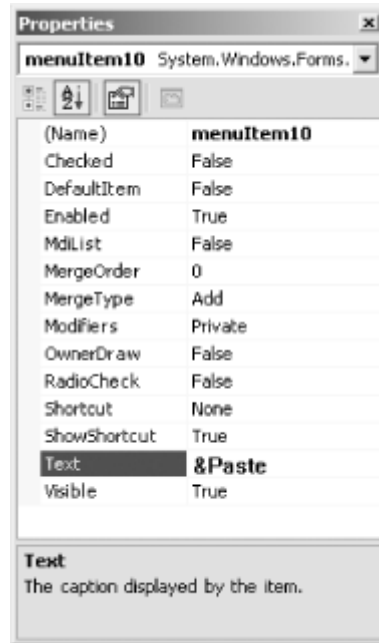 Properties
menuItem10 System.Windows.Forms.
(Name) menuItem10
Checked False
DefaultItem False
Enabled True
MdiList False
MergeOrder 0
MergeType Add
Modifiers Private
OwnerDraw False
RadioCheck False
Shortcut None
ShowShortcut True
Text &Paste
Visible True
Text
The caption displayed by the item.